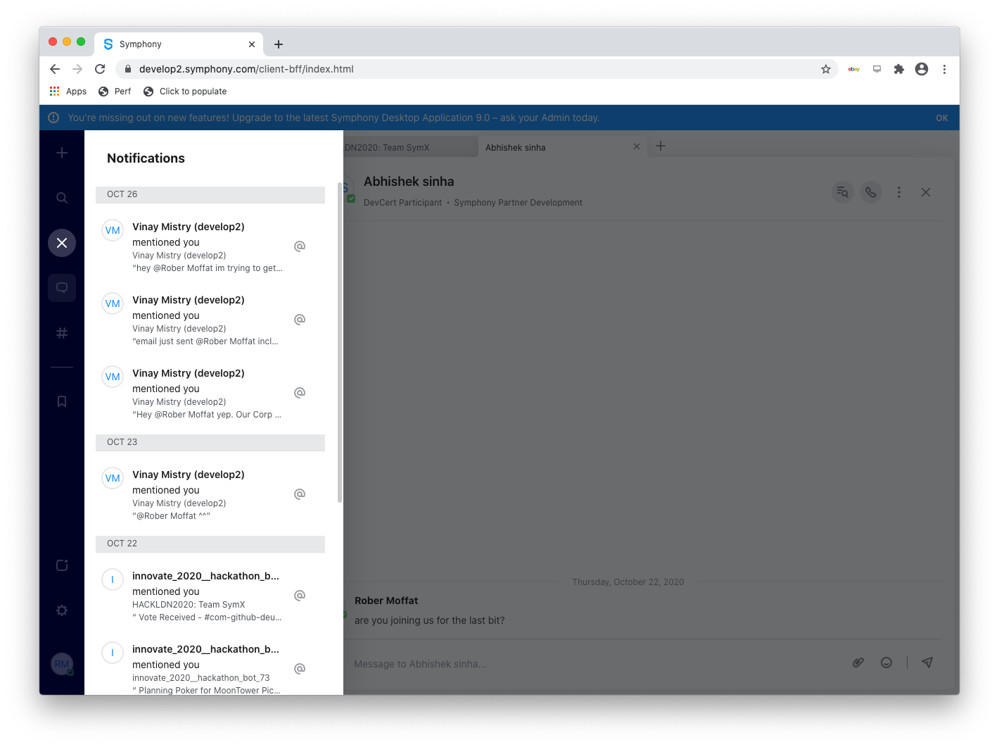 Symphony
develop2.symphony.com/client-bff/index.html
ebay
Apps
Perf
Click to populate
You're missing out on new features! Upgrade to the latest Symphony Desktop Application 9.0 – ask your Admin today.
OK
Notifications
OCT 26
VM
Vinay Mistry (develop2)
mentioned you
Vinay Mistry (develop2)
“hey @Rober Moffat im trying to get...
@
VM
Vinay Mistry (develop2)
mentioned you
Vinay Mistry (develop2)
“email just sent @Rober Moffat incl...
@
VM
Vinay Mistry (develop2)
mentioned you
Vinay Mistry (develop2)
“Hey @Rober Moffat yep. Our Corp ...
@
OCT 23
VM
Vinay Mistry (develop2)
mentioned you
Vinay Mistry (develop2)
“@Rober Moffat ^^”
@
OCT 22
I
innovate_2020__hackathon_b...
mentioned you
HACKLDN2020: Team SymX
“ Vote Received - #com-github-deu...
@
I
innovate_2020__hackathon_b...
mentioned you
innovate_2020__hackathon_bot_73
“ Planning Poker for MoonTower Pic...
@
RM
LDN2020: Team SymX
Abhishek sinha
S
Abhishek sinha
DevCert Participant • Symphony Partner Development
Thursday, October 22, 2020
Rober Moffat
are you joining us for the last bit?
Message to Abhishek sinha...